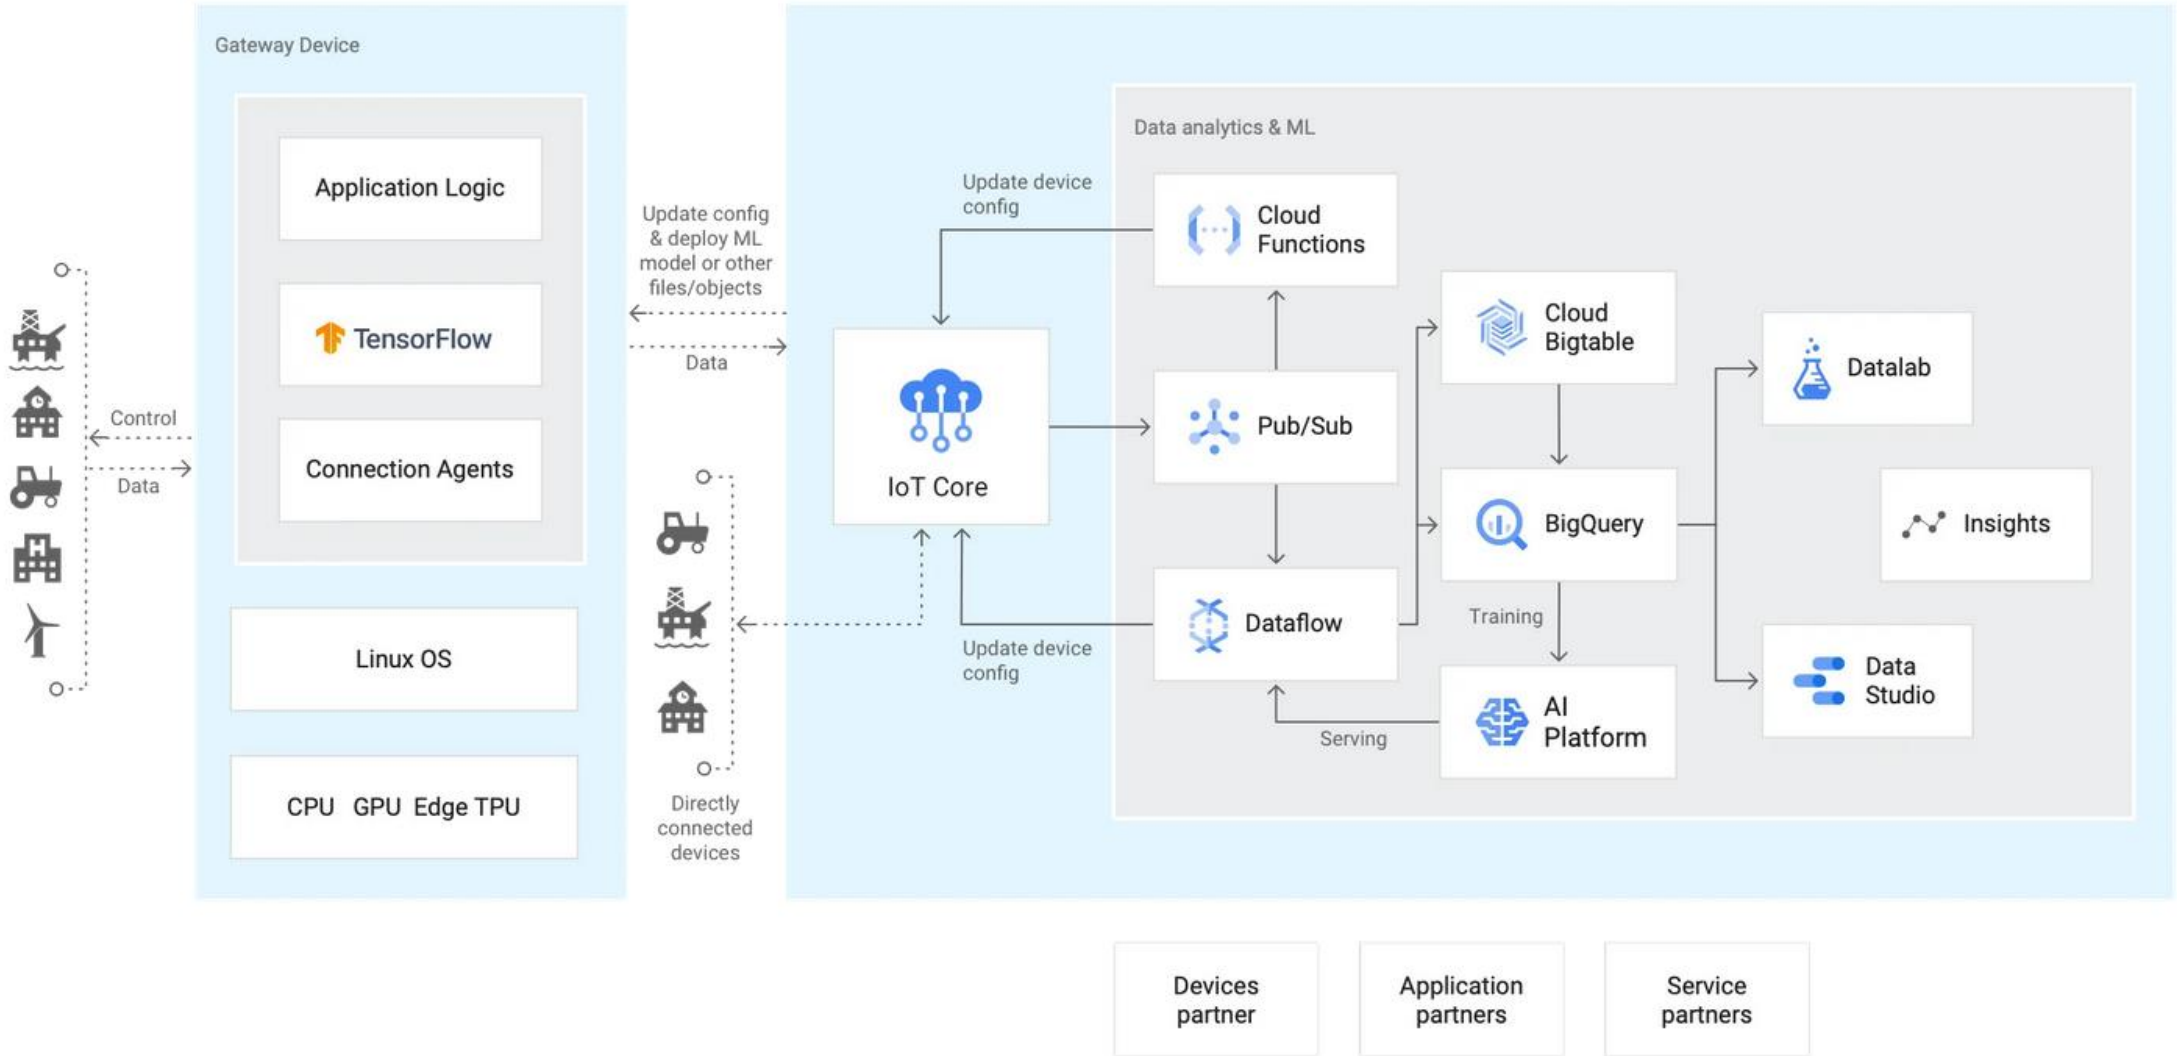 Gateway Device
Application Logic
TensorFlow
Connection Agents
Linux OS
CPU GPU Edge TPU
Control
Data
Update config
& deploy ML
model or other
files/objects
Data
Directly
connected
devices
IoT Core
Update device
config
Update device
config
Data analytics & ML
Cloud
Functions
Pub/Sub
Dataflow
Cloud
Bigtable
BigQuery
Training
AI
Platform
Serving
Datalab
Insights
Data
Studio
Devices
partner
Application
partners
Service
partners